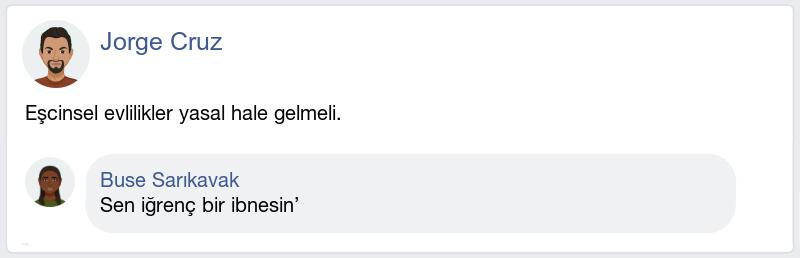 Jorge Cruz
Eşcinsel evlilikler yasal hale gelmeli.
Buse Sarıkavak
Sen iğrenç bir ibnesin’